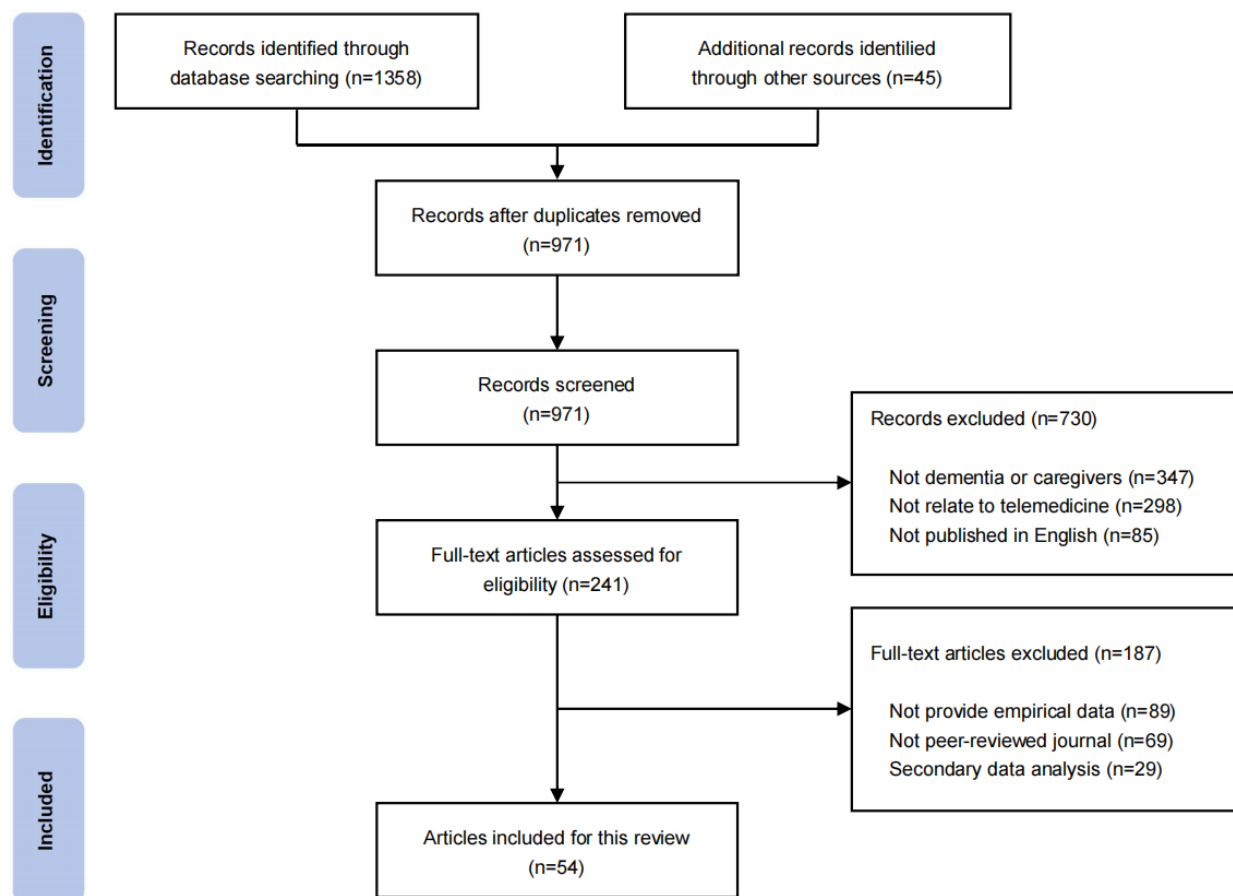 Identification
Records identified through
database searching (n=1358)
Additional records identilied
through other sources (n=45)
Records after duplicates removed
(n=971)
Screening
Records screened
(n=971)
Records excluded (n=730)
Not dementia or caregivers (n=347)
Not relate to telemedicine (n=298)
Not published in English (n=85)
Eligibility
Full-text articles assessed for
eligibility (n=241)
Full-text articles excluded (n=187)
Not provide empirical data (n=89)
Not peer-reviewed journal (n=69)
Secondary data analysis (n=29)
Included
Articles included for this review
(n=54)